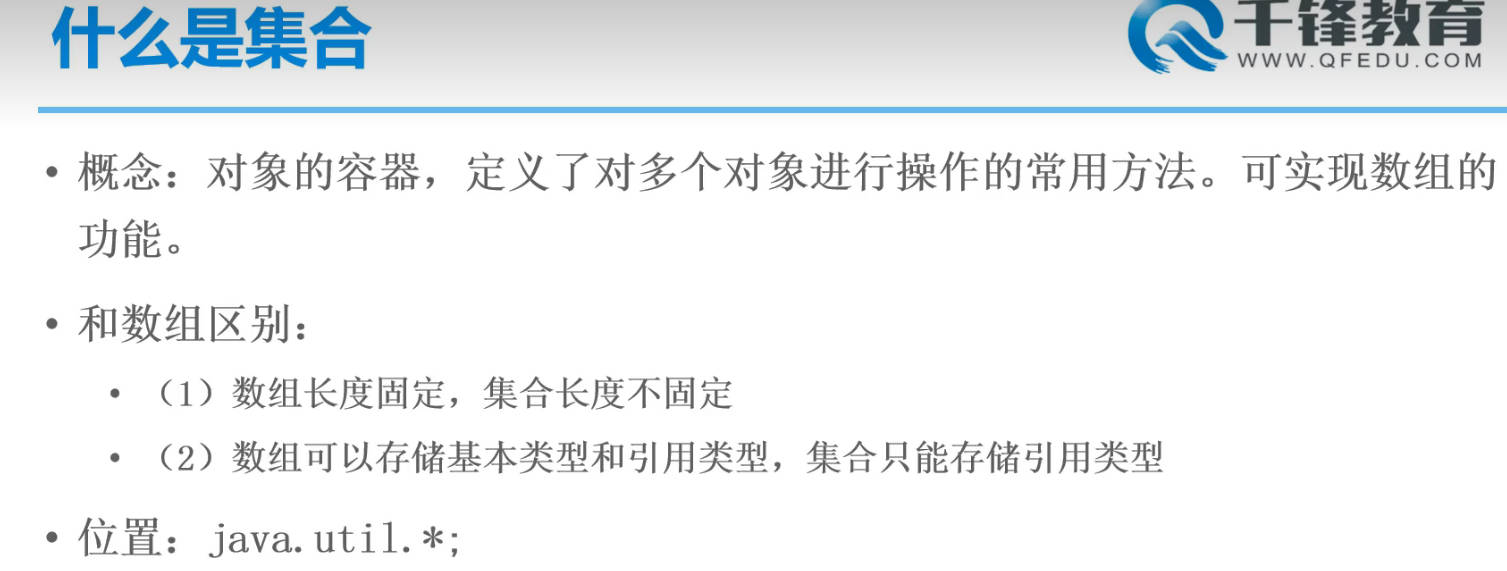 什么是集合
千锋教育
WWW.QFEDU.COM
• 概念：对象的容器，定义了对多个对象进行操作的常用方法。可实现数组的
功能。
• 和数组区别：
• （1）数组长度固定，集合长度不固定
• （2）数组可以存储基本类型和引用类型，集合只能存储引用类型
• 位置：java.util.*;